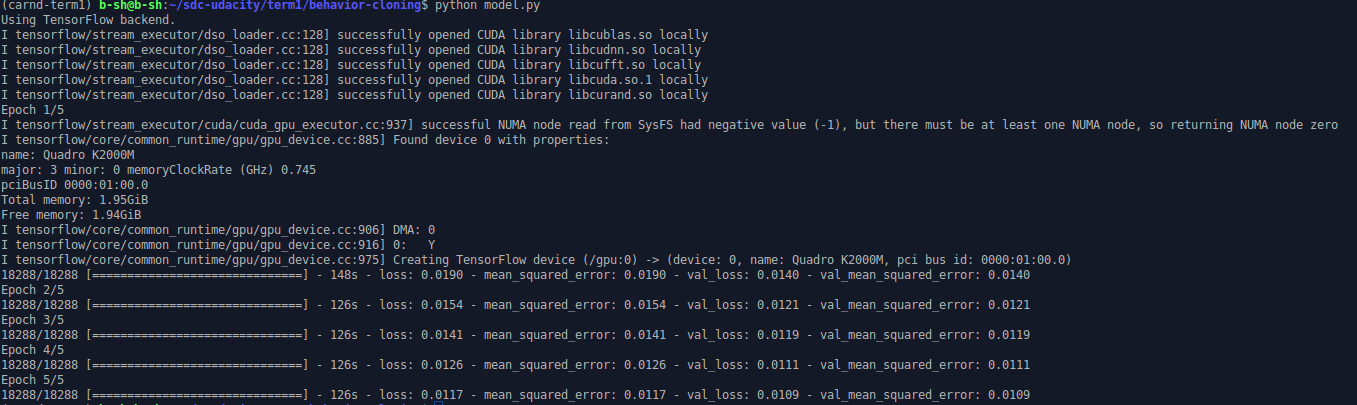 (carnd-term1) b-sh@b-sh:~/sdc-udacity/term1/behavior-cloning$ python model.py
Using TensorFlow backend.
I tensorflow/stream_executor/dso_loader.cc:128] successfully opened CUDA library libcublas.so locally
I tensorflow/stream_executor/dso_loader.cc:128] successfully opened CUDA library libcudnn.so locally
I tensorflow/stream_executor/dso_loader.cc:128] successfully opened CUDA library libcufft.so locally
I tensorflow/stream_executor/dso_loader.cc:128] successfully opened CUDA library libcuda.so.1 locally
I tensorflow/stream_executor/dso_loader.cc:128] successfully opened CUDA library libcurand.so locally
Epoch 1/5
I tensorflow/stream_executor/cuda/cuda_gpu_executor.cc:937] successful NUMA node read from SysFS had negative value (-1), but there must be at least one NUMA node, so returning NUMA node zero
I tensorflow/core/common_runtime/gpu/gpu_device.cc:885] Found device 0 with properties:
name: Quadro K2000M
major: 3 minor: 0 memoryClockRate (GHz) 0.745
pciBusID 0000:01:00.0
Total memory: 1.95GiB
Free memory: 1.94GiB
I tensorflow/core/common_runtime/gpu/gpu_device.cc:906] DMA: 0
I tensorflow/core/common_runtime/gpu/gpu_device.cc:916] 0:   Y
I tensorflow/core/common_runtime/gpu/gpu_device.cc:975] Creating TensorFlow device (/gpu:0) -> (device: 0, name: Quadro K2000M, pci bus id: 0000:01:00.0)
18288/18288 [==============================] - 148s - loss: 0.0190 - mean_squared_error: 0.0190 - val_loss: 0.0140 - val_mean_squared_error: 0.0140
Epoch 2/5
18288/18288 [==============================] - 126s - loss: 0.0154 - mean_squared_error: 0.0154 - val_loss: 0.0121 - val_mean_squared_error: 0.0121
Epoch 3/5
18288/18288 [==============================] - 126s - loss: 0.0141 - mean_squared_error: 0.0141 - val_loss: 0.0119 - val_mean_squared_error: 0.0119
Epoch 4/5
18288/18288 [==============================] - 126s - loss: 0.0126 - mean_squared_error: 0.0126 - val_loss: 0.0111 - val_mean_squared_error: 0.0111
Epoch 5/5
18288/18288 [==============================] - 126s - loss: 0.0117 - mean_squared_error: 0.0117 - val_loss: 0.0109 - val_mean_squared_error: 0.0109